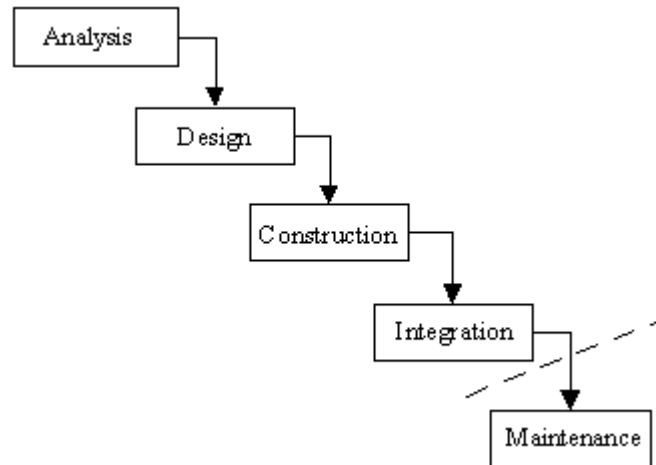 Analysis
Design
Construction
Integration
Maintenance